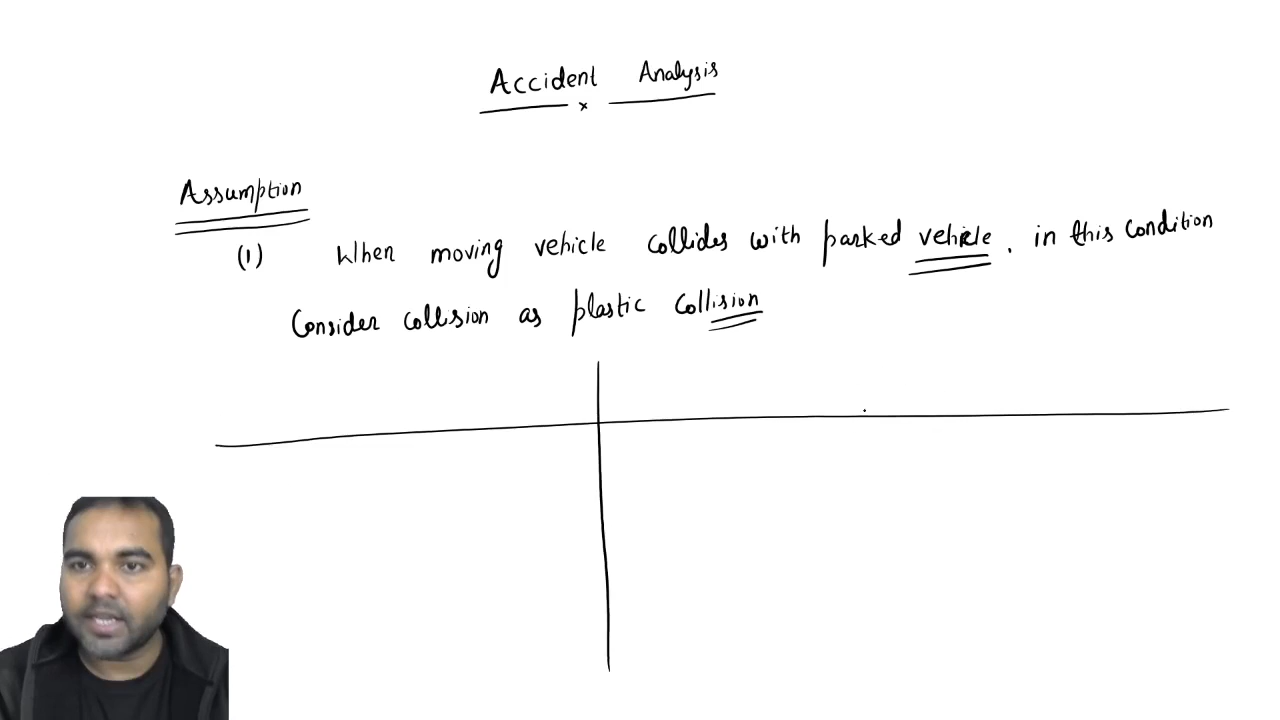 Accident Analysis
x
Assumption
(1) When moving vehicle collides with parked vehicle. in this condition
Consider collision as plastic collision